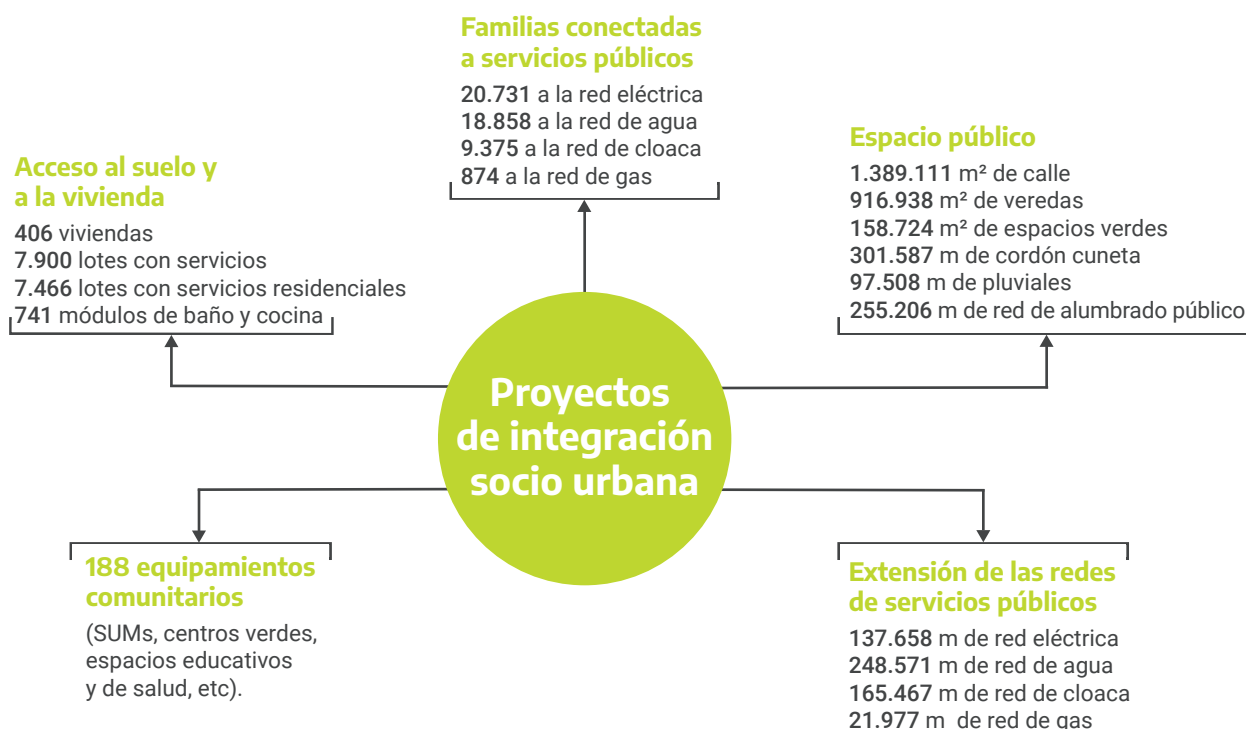 Familias conectadas
a servicios públicos
20.731 a la red eléctrica
18.858 a la red de agua
9.375 a la red de cloaca
874 a la red de gas
Acceso al suelo y
a la vivienda
406 viviendas
7.900 lotes con servicios
7.466 lotes con servicios residenciales
741 módulos de baño y cocina
Espacio público
1.389.111 m² de calle
916.938 m² de veredas
158.724 m² de espacios verdes
301.587 m de cordón cuneta
97.508 m de pluviales
255.206 m de red de alumbrado público
Proyectos
de integración
socio urbana
188 equipamientos
comunitarios
(SUMs, centros verdes,
espacios educativos
y de salud, etc).
Extensión de las redes
de servicios públicos
137.658 m de red eléctrica
248.571 m de red de agua
165.467 m de red de cloaca
21.977 m de red de gas